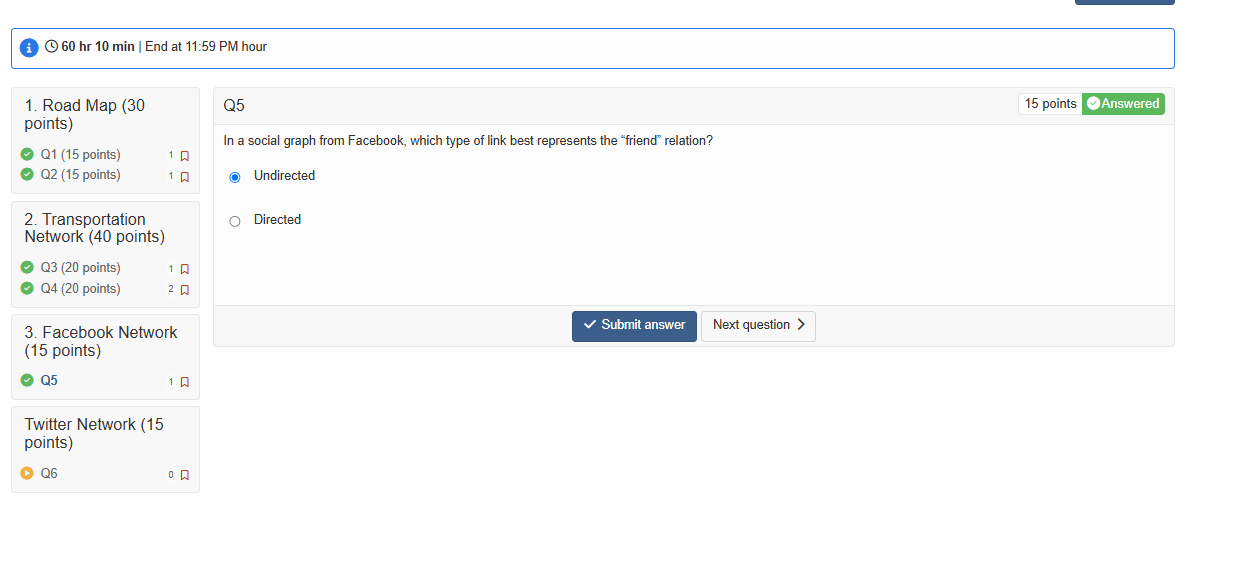 60 hr 10 min | End at 11:59 PM hour
1. Road Map (30
points)
Q1 (15 points) 1
Q2 (15 points) 1
2. Transportation
Network (40 points)
Q3 (20 points) 1
Q4 (20 points) 2
3. Facebook Network
(15 points)
Q5 1
Twitter Network (15
points)
Q6 0
Q5 15 points Answered
In a social graph from Facebook, which type of link best represents the “friend” relation?
Undirected
Directed
Submit answer Next question